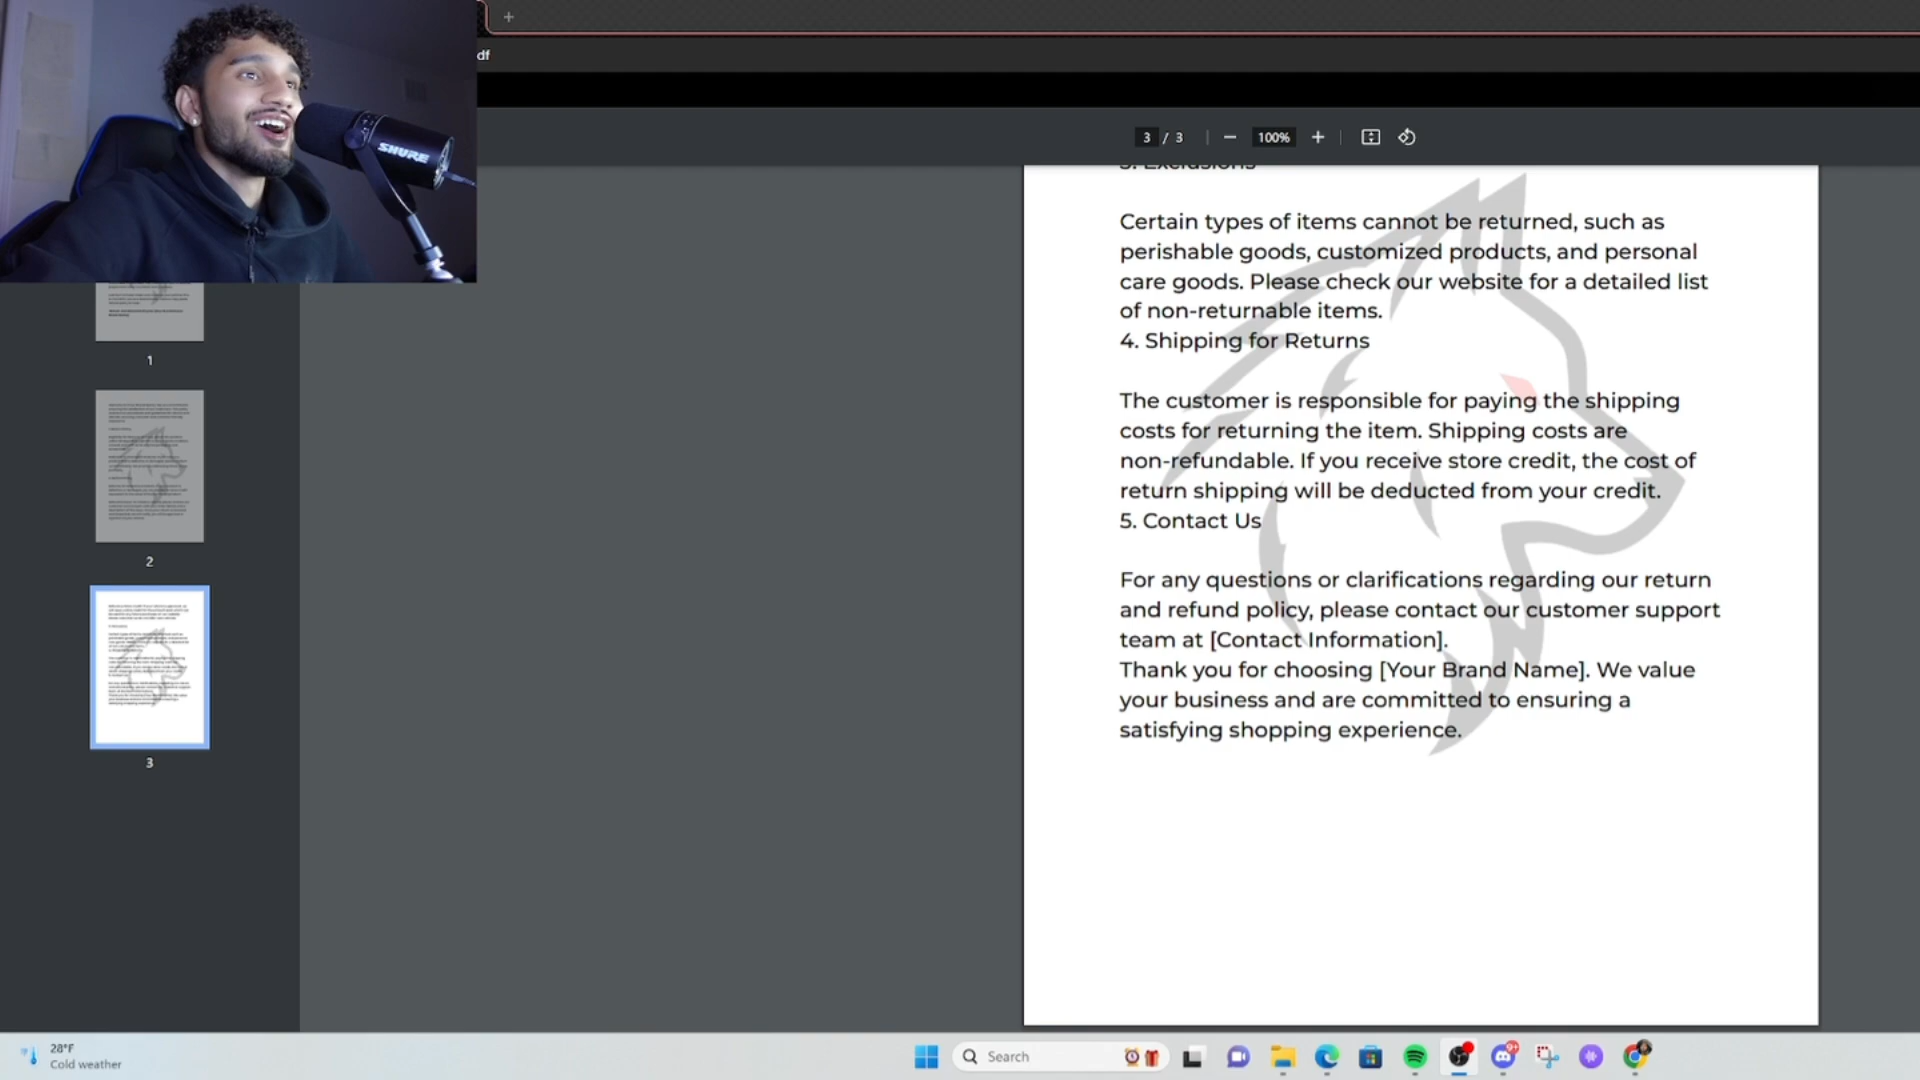 df
SHURE
3 / 3
100%
3. Exclusions
Certain types of items cannot be returned, such as
perishable goods, customized products, and personal
care goods. Please check our website for a detailed list
of non-returnable items.
4. Shipping for Returns
The customer is responsible for paying the shipping
costs for returning the item. Shipping costs are
non-refundable. If you receive store credit, the cost of
return shipping will be deducted from your credit.
5. Contact Us
For any questions or clarifications regarding our return
and refund policy, please contact our customer support
team at [Contact Information].
Thank you for choosing [Your Brand Name]. We value
your business and are committed to ensuring a
satisfying shopping experience.
1
2
3
28°F
Cold weather
Search
9+